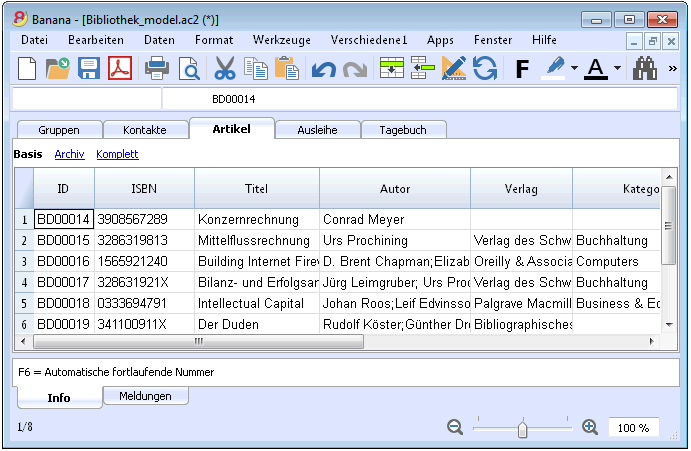 Banana - [Bibliothek_model.ac2 (*)]
Datei Bearbeiten Daten Format Werkzeuge Verschiedene1 Apps Fenster Hilfe
F A »
BD00014
Gruppen Kontakte Artikel Ausleihe Tagebuch
Basis Archiv Komplett
ID ISBN Titel Autor Verlag Katego
1 BD00014 3908567289 Konzernrechnung Conrad Meyer
2 BD00015 3286319813 Mittelflussrechnung Urs Prochining Verlag des Schw Buchhaltung
3 BD00016 1565921240 Building Internet Firev D. Brent Chapman;Elizab Oreilly & Associa Computers
4 BD00017 328631921X Bilanz- und Erfolgsar Jürg Leimgruber; Urs Pro Verlag des Schw Buchhaltung
5 BD00018 0333694791 Intellectual Capital Johan Roos;Leif Edvinsso Palgrave Macmill Business & Ec
6 BD00019 341100911X Der Duden Rudolf Köster;Günther Dr Bibliographisches
F6 = Automatische fortlaufende Nummer
Info Meldungen
1/8 100 %